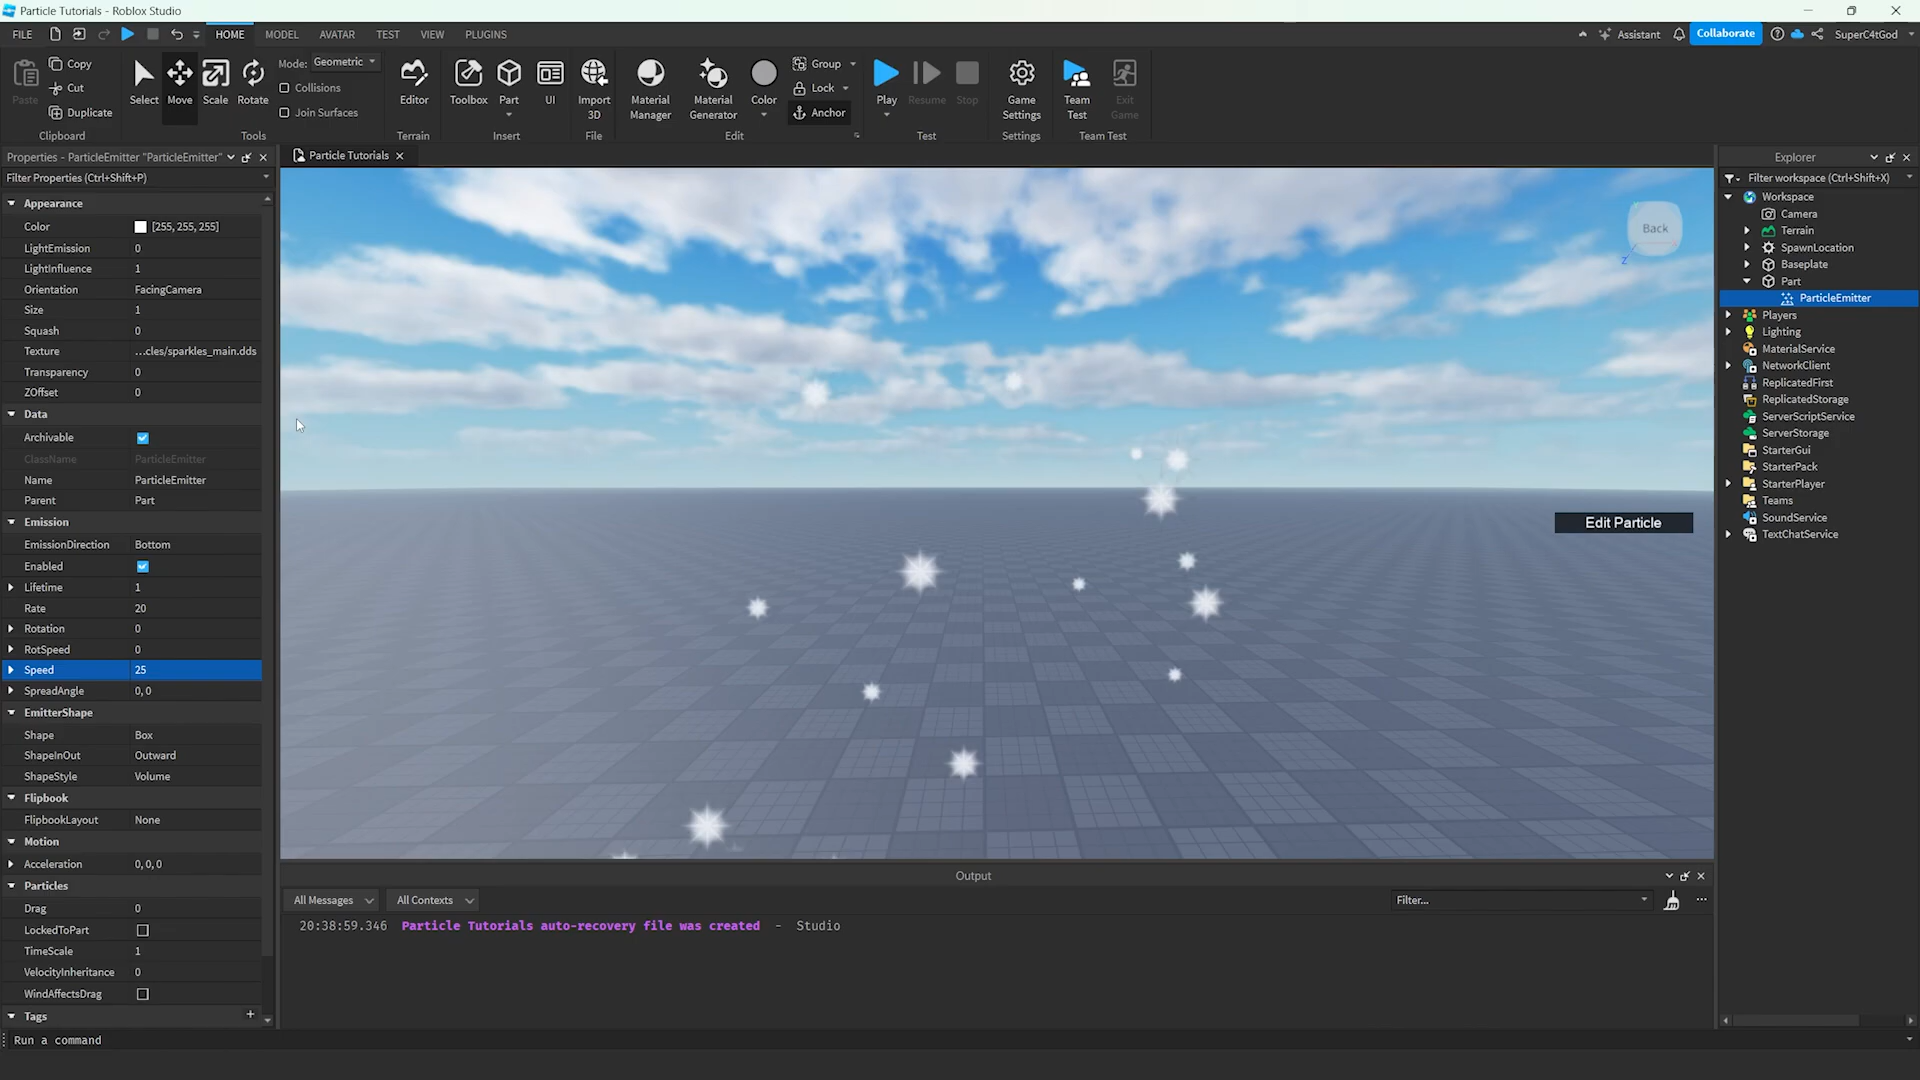 Particle Tutorials - Roblox Studio
FILE HOME MODEL AVATAR TEST VIEW PLUGINS Assistant Collaborate SuperC4tGod
Paste Copy Cut Duplicate Clipboard
Select Move Scale Rotate Mode: Geometric Collisions Join Surfaces Tools
Editor Terrain
Toolbox Part UI Insert
Import 3D File
Material Manager Material Generator Color Group Lock Anchor Edit
Play Resume Stop Test
Game Settings Settings
Team Test Exit Game Team Test
Properties - ParticleEmitter "ParticleEmitter"
Filter Properties (Ctrl+Shift+P)
Appearance
Color [255, 255, 255]
LightEmission 0
LightInfluence 1
Orientation FacingCamera
Size 1
Squash 0
Texture ...cles/sparkles_main.dds
Transparency 0
ZOffset 0
Data
Archivable
ClassName ParticleEmitter
Name ParticleEmitter
Parent Part
Emission
EmissionDirection Bottom
Enabled
Lifetime 1
Rate 20
Rotation 0
RotSpeed 0
Speed 25
SpreadAngle 0, 0
EmitterShape
Shape Box
ShapeInOut Outward
ShapeStyle Volume
Flipbook
FlipbookLayout None
Motion
Acceleration 0, 0, 0
Particles
Drag 0
LockedToPart
TimeScale 1
VelocityInheritance 0
WindAffectsDrag
Tags +
Run a command
Particle Tutorials
Back
Z
Edit Particle
Output
All Messages All Contexts Filter...
20:38:59.346 Particle Tutorials auto-recovery file was created - Studio
Explorer
Filter workspace (Ctrl+Shift+X)
Workspace
Camera
Terrain
SpawnLocation
Baseplate
Part
ParticleEmitter
Players
Lighting
MaterialService
NetworkClient
ReplicatedFirst
ReplicatedStorage
ServerScriptService
ServerStorage
StarterGui
StarterPack
StarterPlayer
Teams
SoundService
TextChatService